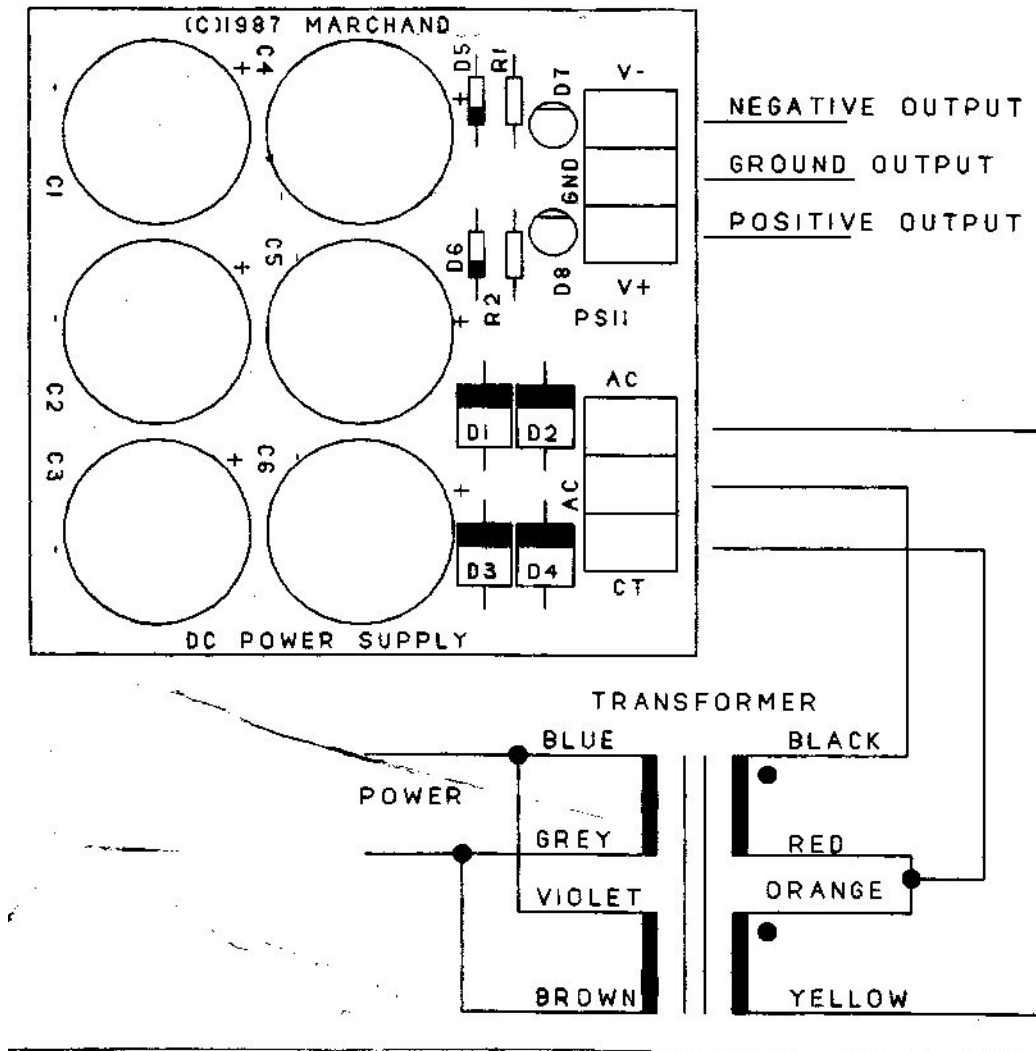 (C)1987 MARCHAND
C4
D5
R1
D7
V-
+
-
+
NEGATIVE OUTPUT
GND
GROUND OUTPUT
C1
-
POSITIVE OUTPUT
C5
D6
D8
+
-
V+
R2
PSII
-
+
AC
C2
D1
D2
C3
C6
+
-
AC
+
-
D3
D4
CT
DC POWER SUPPLY
TRANSFORMER
BLUE
BLACK
POWER
GREY
RED
VIOLET
ORANGE
BROWN
YELLOW